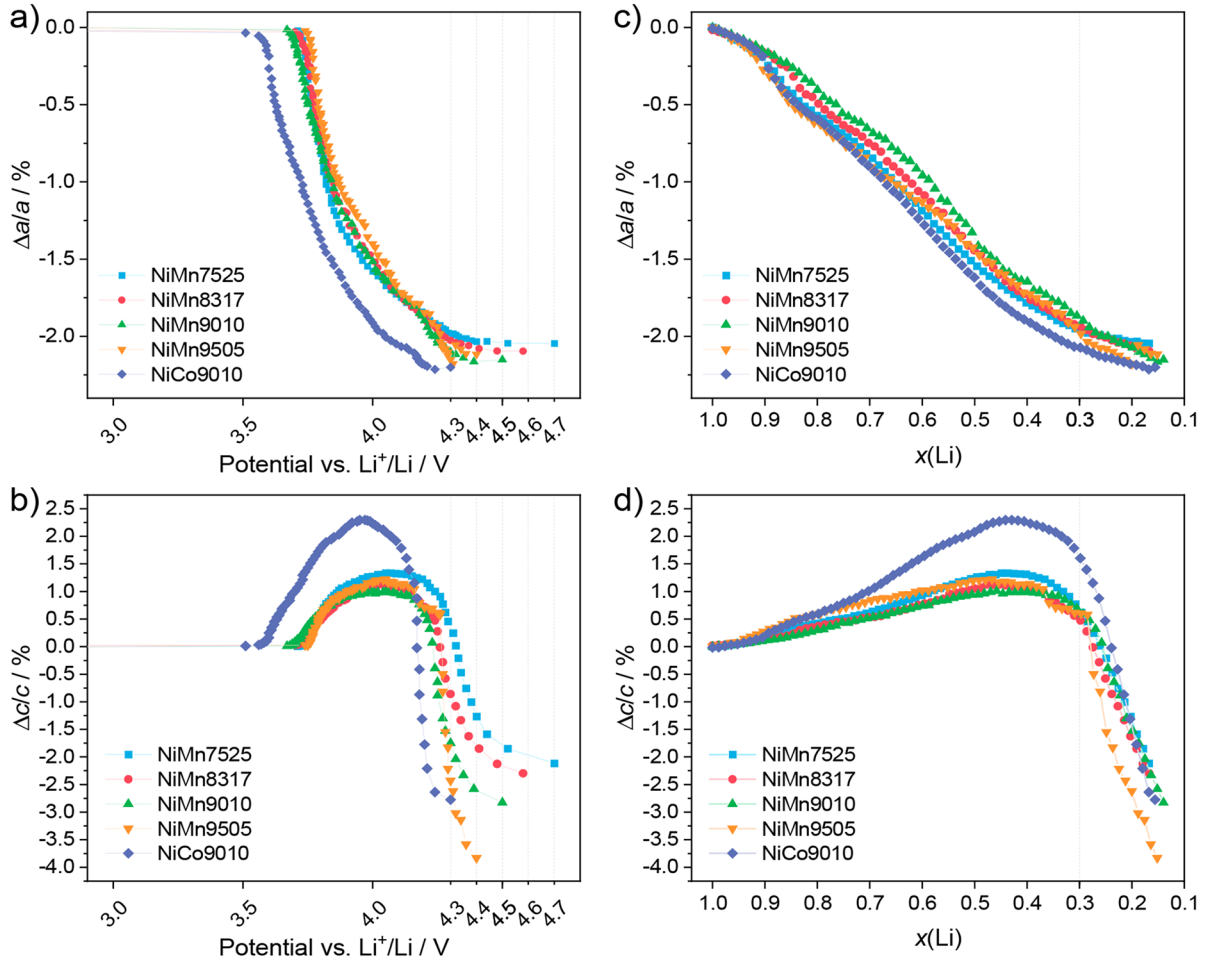 a)
0.0
-0.5
-1.0
-1.5
-2.0
Δa/a / %
NiMn7525
NiMn8317
NiMn9010
NiMn9505
NiCo9010
3.0
3.5
4.0
4.3
4.4
4.5
4.6
4.7
Potential vs. Li⁺/Li / V
c)
0.0
-0.5
-1.0
-1.5
-2.0
Δa/a / %
NiMn7525
NiMn8317
NiMn9010
NiMn9505
NiCo9010
1.0 0.9 0.8 0.7 0.6 0.5 0.4 0.3 0.2 0.1
x(Li)
b)
2.5
2.0
1.5
1.0
0.5
0.0
-0.5
-1.0
-1.5
-2.0
-2.5
-3.0
-3.5
-4.0
Δc/c / %
NiMn7525
NiMn8317
NiMn9010
NiMn9505
NiCo9010
3.0
3.5
4.0
4.3
4.4
4.5
4.6
4.7
Potential vs. Li⁺/Li / V
d)
2.5
2.0
1.5
1.0
0.5
0.0
-0.5
-1.0
-1.5
-2.0
-2.5
-3.0
-3.5
-4.0
Δc/c / %
NiMn7525
NiMn8317
NiMn9010
NiMn9505
NiCo9010
1.0 0.9 0.8 0.7 0.6 0.5 0.4 0.3 0.2 0.1
x(Li)